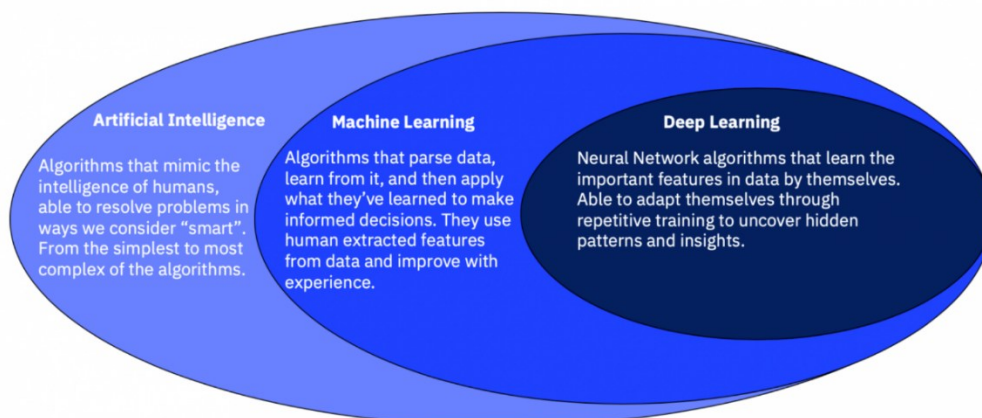 Artificial Intelligence
Algorithms that mimic the
intelligence of humans,
able to resolve problems in
ways we consider “smart”.
From the simplest to most
complex of the algorithms.
Machine Learning
Algorithms that parse data,
learn from it, and then apply
what they’ve learned to make
informed decisions. They use
human extracted features
from data and improve with
experience.
Deep Learning
Neural Network algorithms that learn the
important features in data by themselves.
Able to adapt themselves through
repetitive training to uncover hidden
patterns and insights.